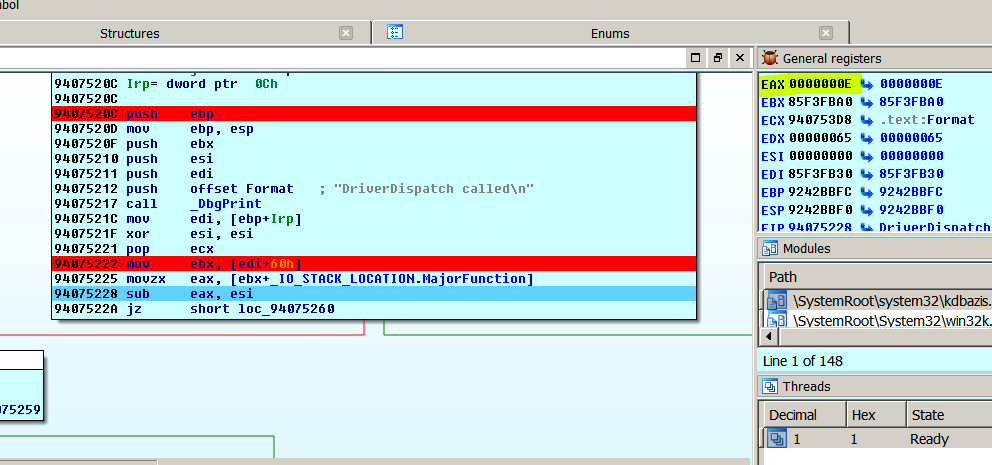 bol
Structures
Enums
9407520C Irp= dword ptr  0Ch
9407520C
9407520C push    ebp
9407520D mov     ebp, esp
9407520F push    ebx
94075210 push    esi
94075211 push    edi
94075212 push    offset Format   ; "DriverDispatch called\n"
94075217 call    _DbgPrint
9407521C mov     edi, [ebp+Irp]
9407521F xor     esi, esi
94075221 pop     ecx
94075222 mov     ebx, [edi+60h]
94075225 movzx   eax, [ebx+_IO_STACK_LOCATION.MajorFunction]
94075228 sub     eax, esi
9407522A jz      short loc_94075260
075259
General registers
EAX 0000000E 0000000E
EBX 85F3FBA0 85F3FBA0
ECX 940753D8 .text:Format
EDX 00000065 00000065
ESI 00000000 00000000
EDI 85F3FB30 85F3FB30
EBP 9242BBFC 9242BBFC
ESP 9242BBF0 9242BBF0
EIP 94075228 DriverDispatch
Modules
Path
\SystemRoot\system32\kdbazis.
\SystemRoot\System32\win32k.
Line 1 of 148
Threads
Decimal Hex State
1 1 Ready